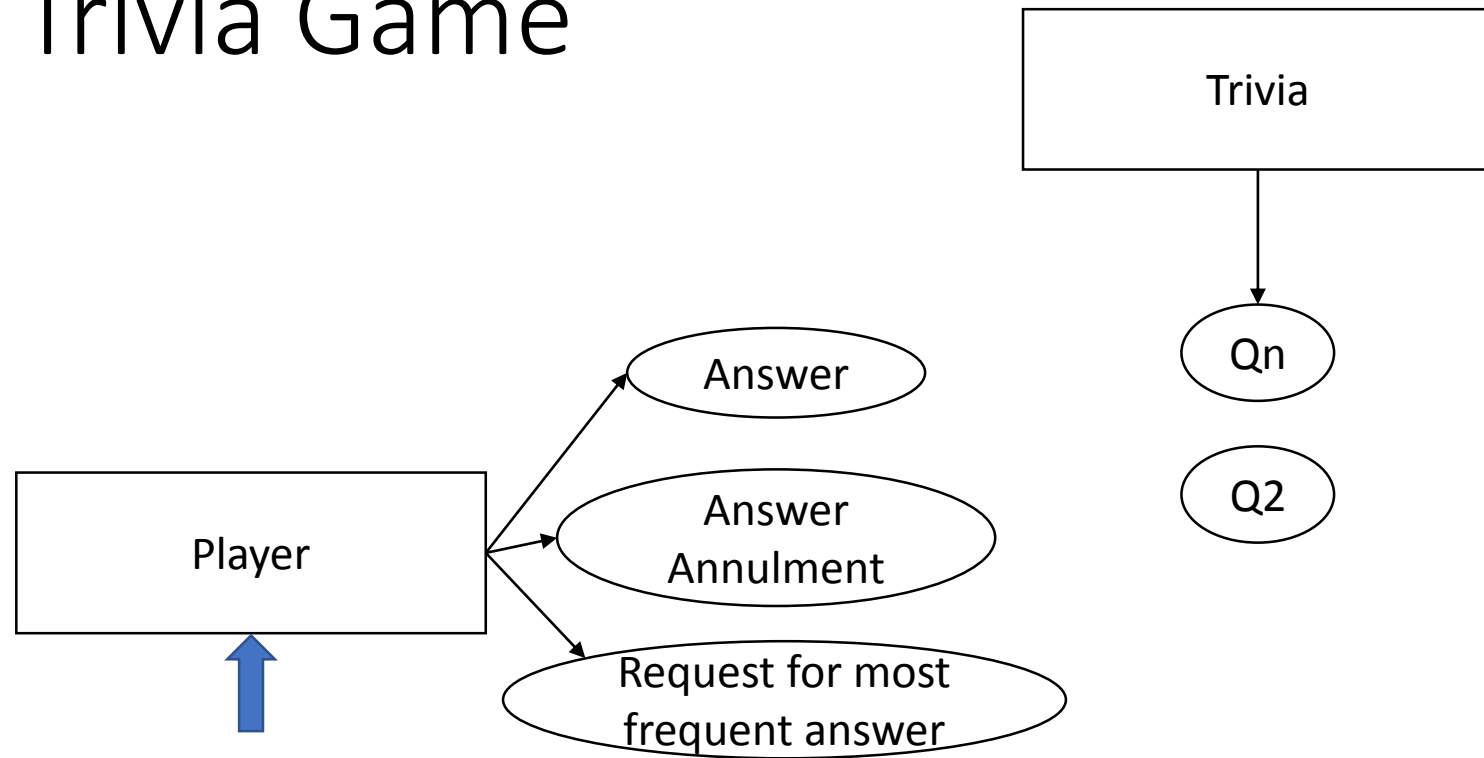 Trivia Game
Trivia
Qn
Answer
Q2
Answer
Annulment
Player
Request for most
frequent answer